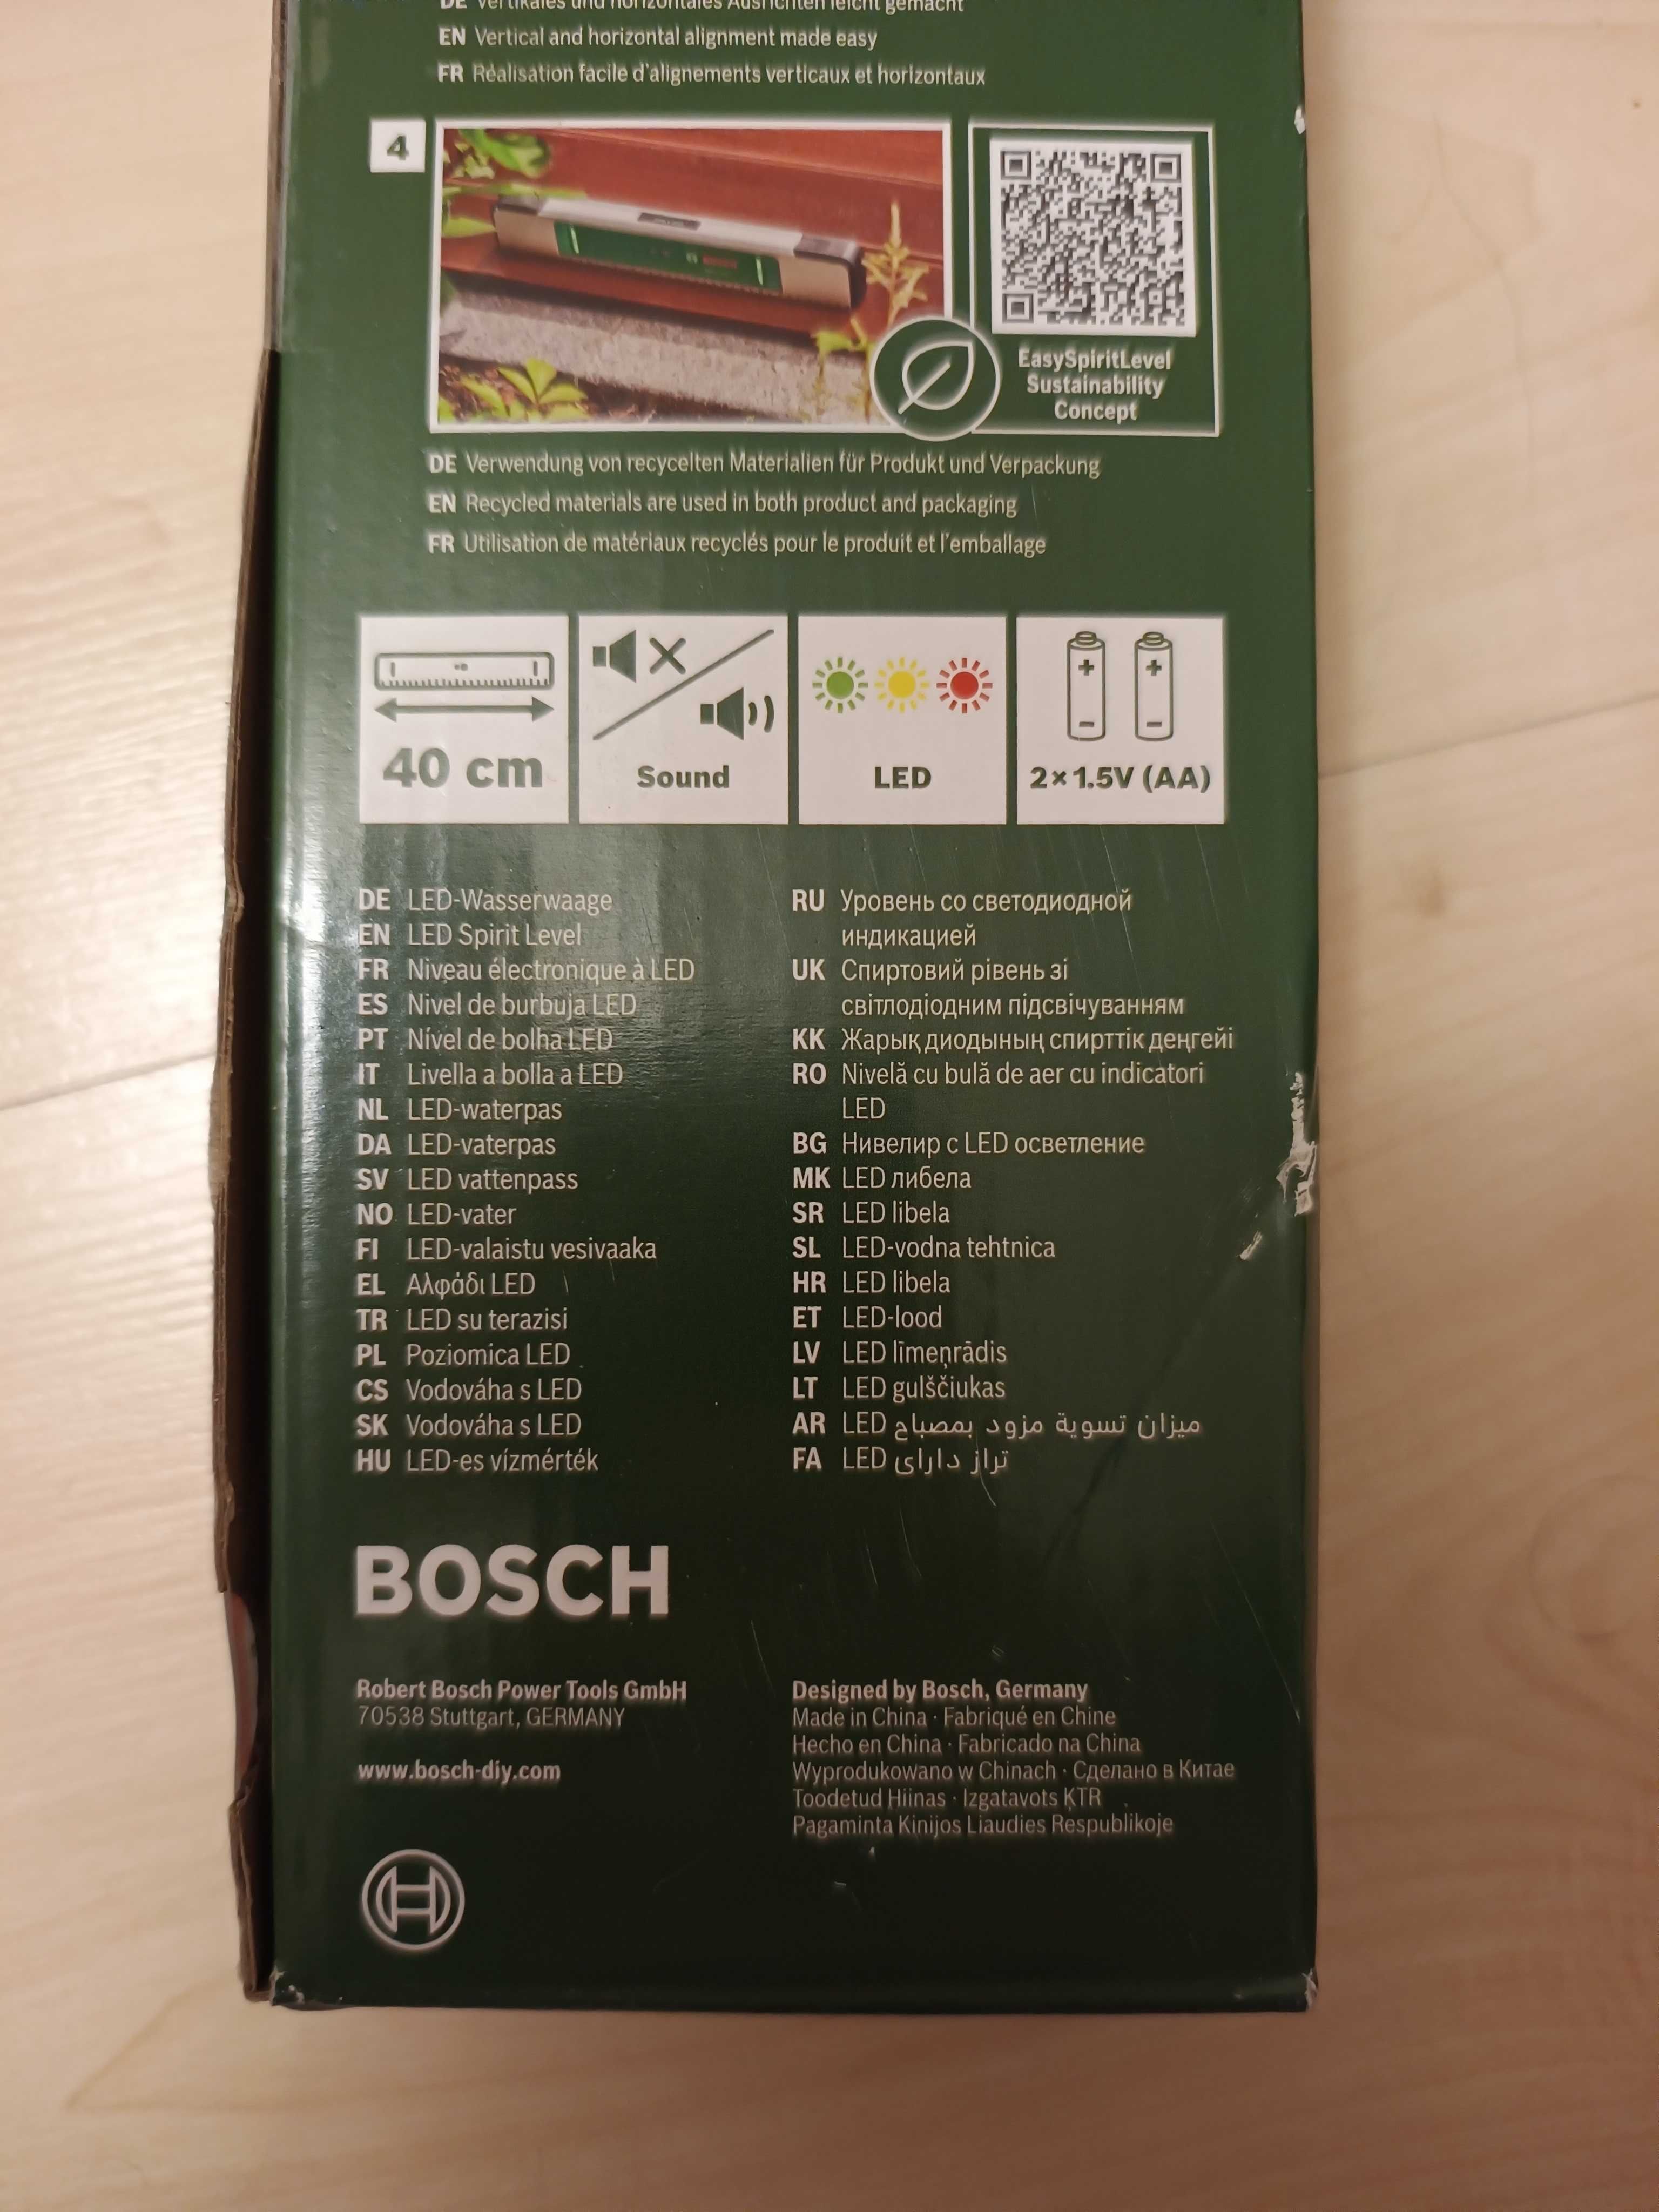 DE Vertikales und horizontales Ausrichten leicht gemacht
EN Vertical and horizontal alignment made easy
FR Réalisation facile d'alignements verticaux et horizontaux
4
EasySpiritLevel
Sustainability
Concept
DE Verwendung von recycelten Materialien für Produkt und Verpackung
EN Recycled materials are used in both product and packaging
FR Utilisation de matériaux recyclés pour le produit et l'emballage
40 cm
Sound
LED
2× 1.5V (AA)
DE LED-Wasserwaage
EN LED Spirit Level
FR Niveau électronique à LED
ES Nivel de burbuja LED
PT Nível de bolha LED
IT Livella a bolla a LED
NL LED-waterpas
DA LED-vaterpas
SV LED vattenpass
NO LED-vater
FI LED-valaistu vesivaaka
EL Αλφάδι LED
TR LED su terazisi
PL Poziomica LED
CS Vodováha s LED
SK Vodováha s LED
HU LED-es vízmérték
RU Уровень со светодиодной
индикацией
UK Спиртовий рівень зі
світлодіодним підсвічуванням
KK Жарық диодының спирттік деңгейі
RO Nivelă cu bulă de aer cu indicatori
LED
BG Нивелир с LED осветление
MK LED либела
SR LED libela
SL LED-vodna tehtnica
HR LED libela
ET LED-lood
LV LED līmeņrādis
LT LED gulščiukas
AR LED ميزان تسوية مزود بمصباح
FA LED تراز دارای
BOSCH
Robert Bosch Power Tools GmbH
70538 Stuttgart, GERMANY
www.bosch-diy.com
Designed by Bosch, Germany
Made in China · Fabriqué en Chine
Hecho en China · Fabricado na China
Wyprodukowano w Chinach · Сделано в Китае
Toodetud Hiinas · Izgatavots ĶTR
Pagaminta Kinijos Liaudies Respublikoje